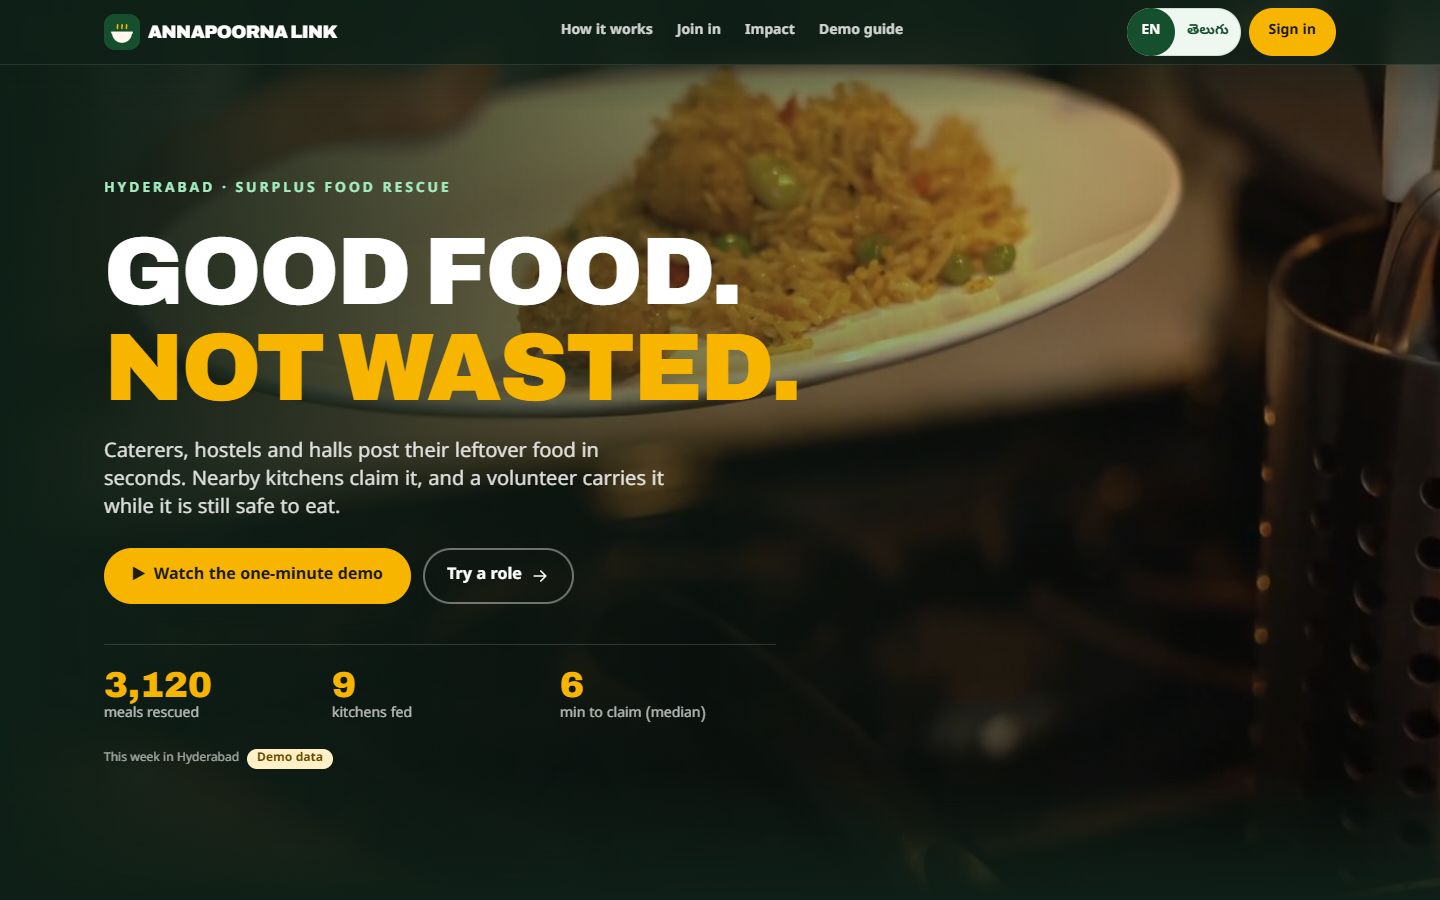 ANNAPOORNA LINK
How it works Join in Impact Demo guide
EN తెలుగు Sign in
HYDERABAD · SURPLUS FOOD RESCUE
GOOD FOOD.
NOT WASTED.
Caterers, hostels and halls post their leftover food in
seconds. Nearby kitchens claim it, and a volunteer carries it
while it is still safe to eat.
▶ Watch the one-minute demo Try a role →
3,120 9 6
meals rescued kitchens fed min to claim (median)
This week in Hyderabad Demo data